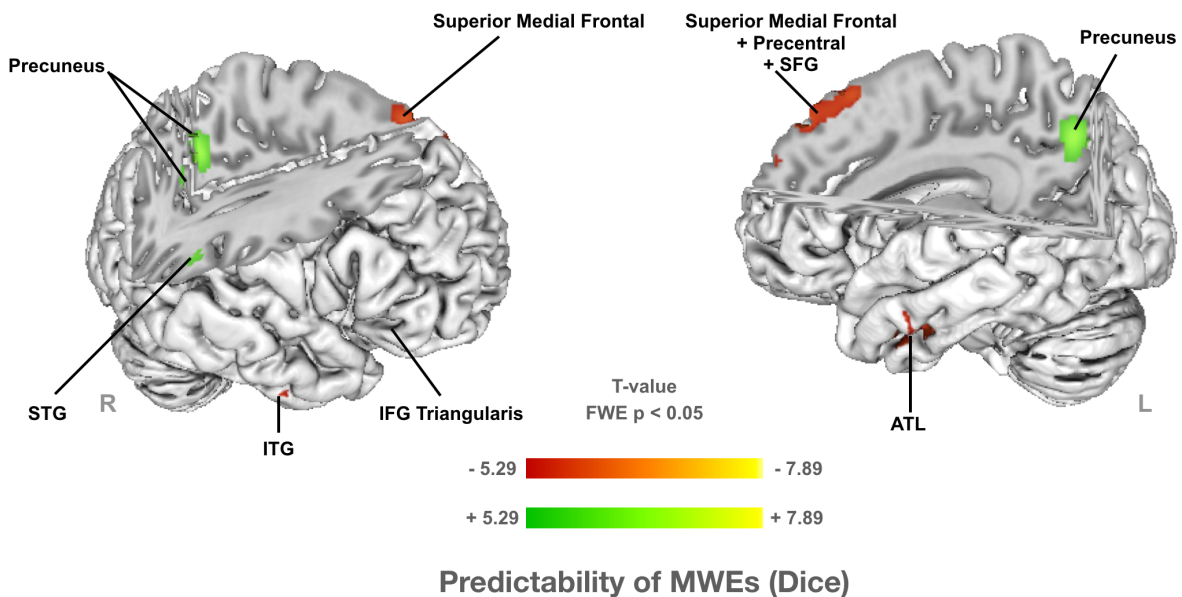 Superior Medial Frontal
Precuneus
STG
R
ITG
IFG Triangularis
Superior Medial Frontal
+ Precentral
+ SFG
Precuneus
ATL
L
T-value
FWE p < 0.05
- 5.29 - 7.89
+ 5.29 + 7.89
Predictability of MWEs (Dice)